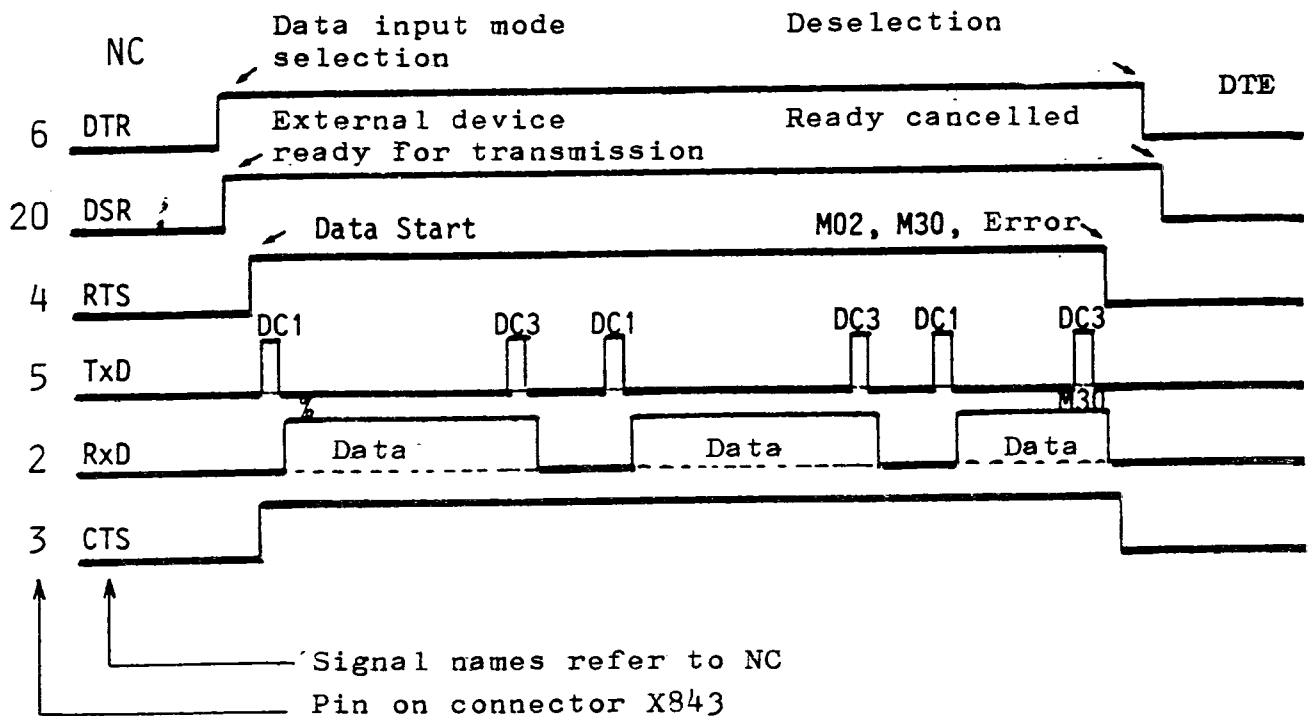 NC
Data input mode
selection
Deselection
DTE
6 DTR
External device
ready for transmission
Ready cancelled
20 DSR
Data Start
M02, M30, Error
4 RTS
DC1 DC3 DC1 DC3 DC1 DC3
5 TxD
% M30
2 RxD Data Data Data
3 CTS
Signal names refer to NC
Pin on connector X843